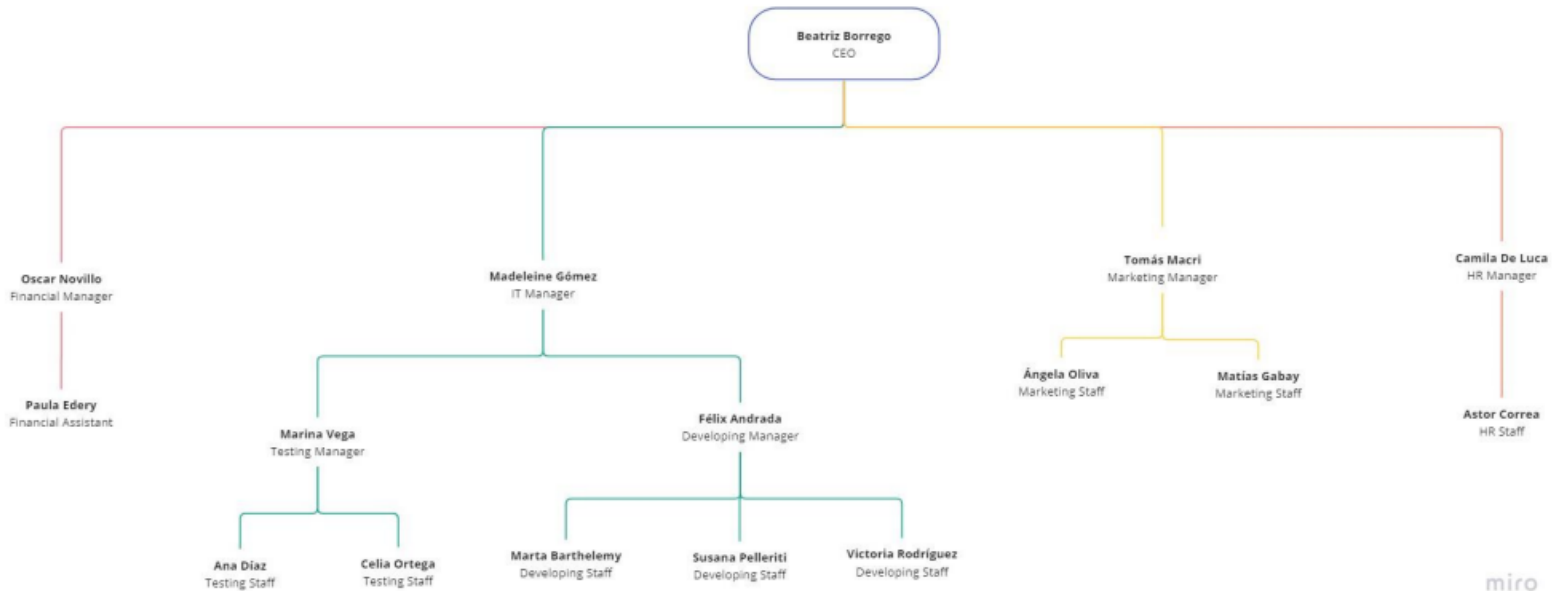 Beatriz Borrego
CEO
Oscar Novillo
Financial Manager
Madeleine Gómez
IT Manager
Tomás Macri
Marketing Manager
Camila De Luca
HR Manager
Paula Edery
Financial Assistant
Marina Vega
Testing Manager
Félix Andrada
Developing Manager
Ángela Oliva
Marketing Staff
Matías Gabay
Marketing Staff
Astor Correa
HR Staff
Ana Díaz
Testing Staff
Celia Ortega
Testing Staff
Marta Barthelemy
Developing Staff
Susana Pelleriti
Developing Staff
Victoria Rodríguez
Developing Staff
miro